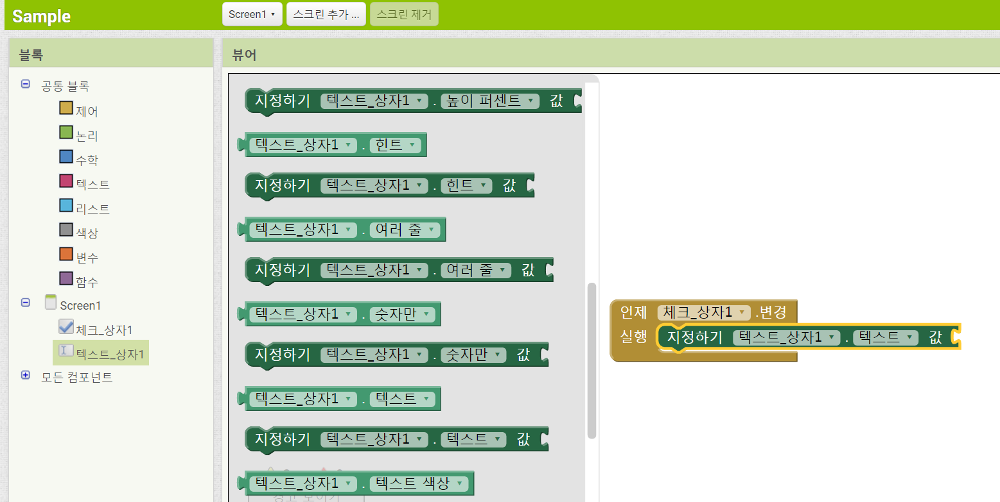 Sample
Screen1 ▾ 스크린 추가 ... 스크린 제거
블록
공통 블록
제어
논리
수학
텍스트
리스트
색상
변수
함수
Screen1
체크_상자1
텍스트_상자1
모든 컴포넌트
뷰어
지정하기 텍스트_상자1 ▾ . 높이 퍼센트 ▾ 값
텍스트_상자1 ▾ . 힌트 ▾
지정하기 텍스트_상자1 ▾ . 힌트 ▾ 값
텍스트_상자1 ▾ . 여러 줄 ▾
지정하기 텍스트_상자1 ▾ . 여러 줄 ▾ 값
텍스트_상자1 ▾ . 숫자만 ▾
지정하기 텍스트_상자1 ▾ . 숫자만 ▾ 값
텍스트_상자1 ▾ . 텍스트 ▾
지정하기 텍스트_상자1 ▾ . 텍스트 ▾ 값
텍스트_상자1 ▾ . 텍스트 색상 ▾
경고 보이기
언제 체크_상자1 ▾ .변경
실행 지정하기 텍스트_상자1 ▾ . 텍스트 ▾ 값